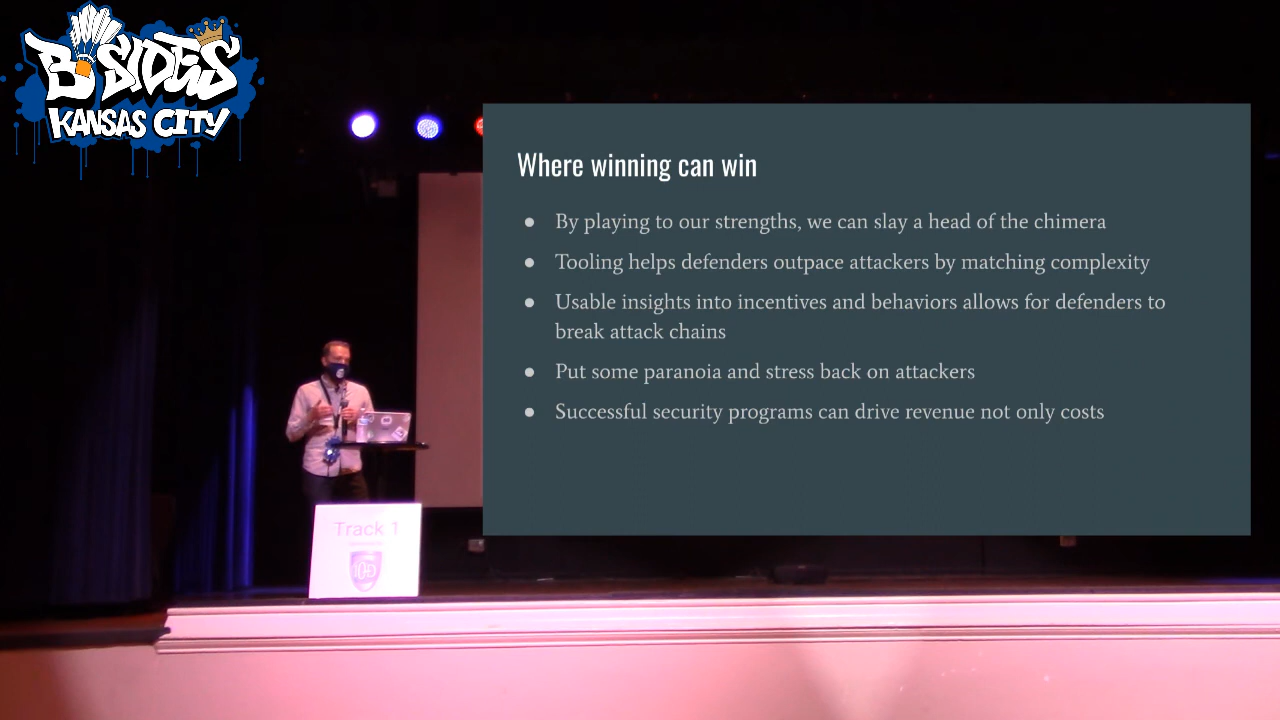 B·SIDES
KANSAS CITY
Where winning can win
● By playing to our strengths, we can slay a head of the chimera
● Tooling helps defenders outpace attackers by matching complexity
● Usable insights into incentives and behaviors allows for defenders to
break attack chains
● Put some paranoia and stress back on attackers
● Successful security programs can drive revenue not only costs
Track 1